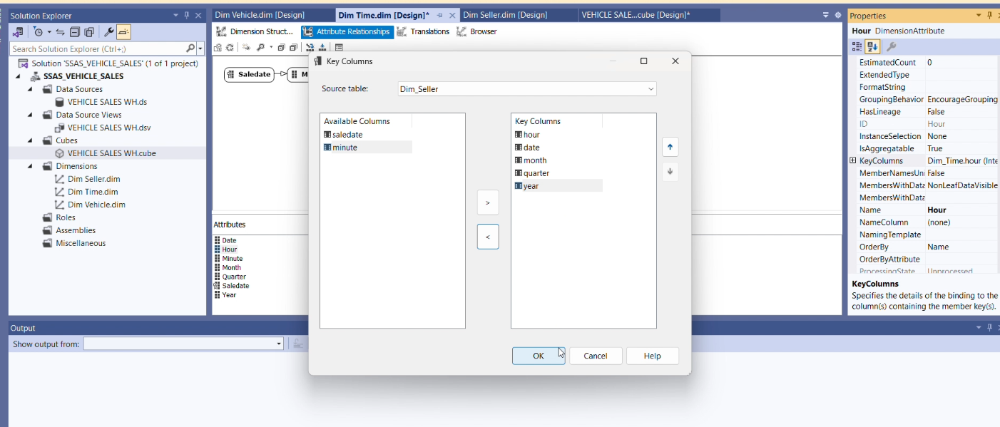 Solution Explorer
Search Solution Explorer (Ctrl+;)
Solution 'SSAS_VEHICLE_SALES' (1 of 1 project)
SSAS_VEHICLE_SALES
Data Sources
VEHICLE SALES WH.ds
Data Source Views
VEHICLE SALES WH.dsv
Cubes
VEHICLE SALES WH.cube
Dimensions
Dim Seller.dim
Dim Time.dim
Dim Vehicle.dim
Roles
Assemblies
Miscellaneous
Dim Vehicle.dim [Design]
Dim Time.dim [Design]*
Dim Seller.dim [Design]
VEHICLE SALE...cube [Design]*
Dimension Struct...
Attribute Relationships
Translations
Browser
Saledate
M
Attributes
Date
Hour
Minute
Month
Quarter
Saledate
Year
Key Columns
Source table:
Dim_Seller
Available Columns
saledate
minute
>
<
Key Columns
hour
date
month
quarter
year
OK
Cancel
Help
Properties
Hour DimensionAttribute
EstimatedCount 0
ExtendedType
FormatString
GroupingBehavior EncourageGrouping
HasLineage False
ID Hour
InstanceSelection None
IsAggregatable True
KeyColumns Dim_Time.hour (Inte
MemberNamesUni False
MembersWithData NonLeafDataVisible
MembersWithData
Name Hour
NameColumn (none)
NamingTemplate
OrderBy Name
OrderByAttribute
ProcessingState Unprocessed
KeyColumns
Specifies the details of the binding to the
column(s) containing the member key(s).
Output
Show output from: